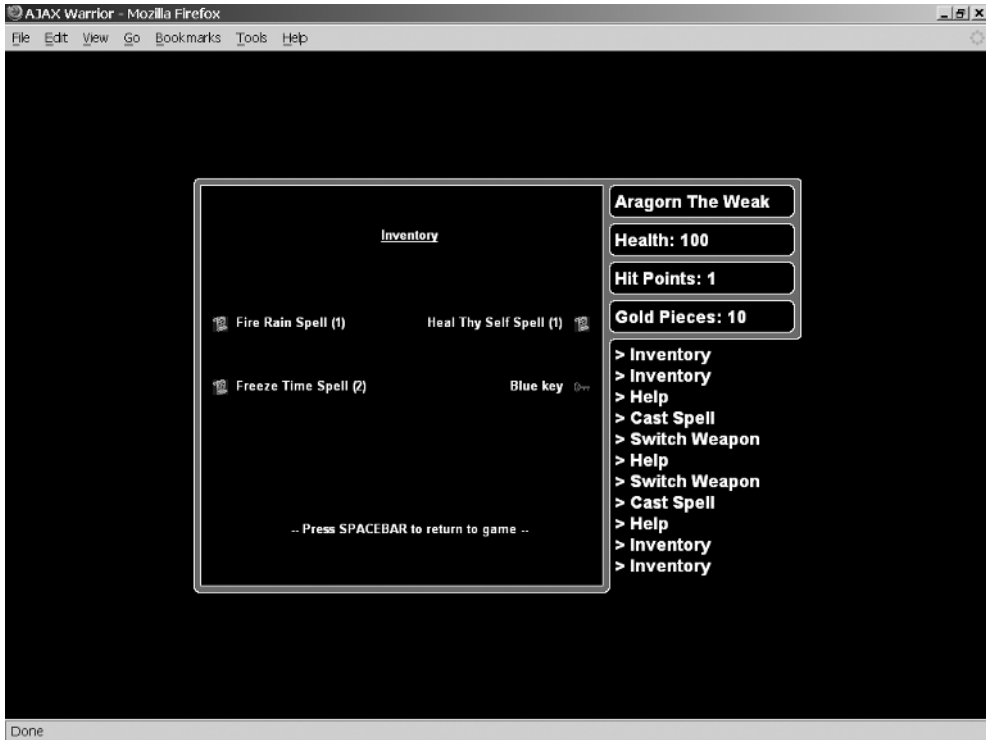 AJAX Warrior - Mozilla Firefox
File Edit View Go Bookmarks Tools Help
Inventory
Fire Rain Spell (1) Heal Thy Self Spell (1)
Freeze Time Spell (2) Blue key
-- Press SPACEBAR to return to game --
Aragorn The Weak
Health: 100
Hit Points: 1
Gold Pieces: 10
> Inventory
> Inventory
> Help
> Cast Spell
> Switch Weapon
> Help
> Switch Weapon
> Cast Spell
> Help
> Inventory
> Inventory
Done